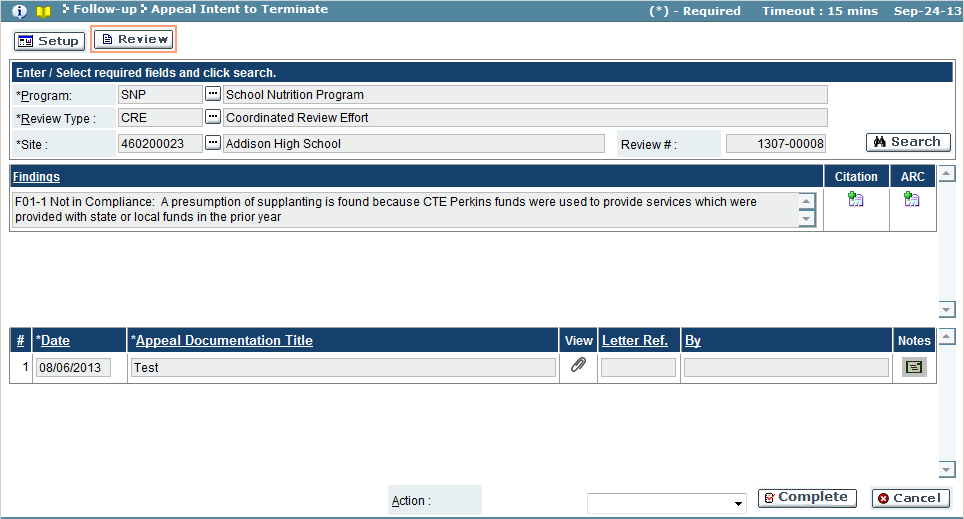 Follow-up Appeal Intent to Terminate (*) - Required Timeout : 15 mins Sep-24-13
Setup Review
Enter / Select required fields and click search.
*Program: SNP ... School Nutrition Program
*Review Type : CRE ... Coordinated Review Effort
*Site : 460200023 ... Addison High School Review # : 1307-00008 Search
Findings Citation ARC
F01-1 Not in Compliance: A presumption of supplanting is found because CTE Perkins funds were used to provide services which were
provided with state or local funds in the prior year
# *Date *Appeal Documentation Title View Letter Ref. By Notes
1 08/06/2013 Test
Action : Complete Cancel